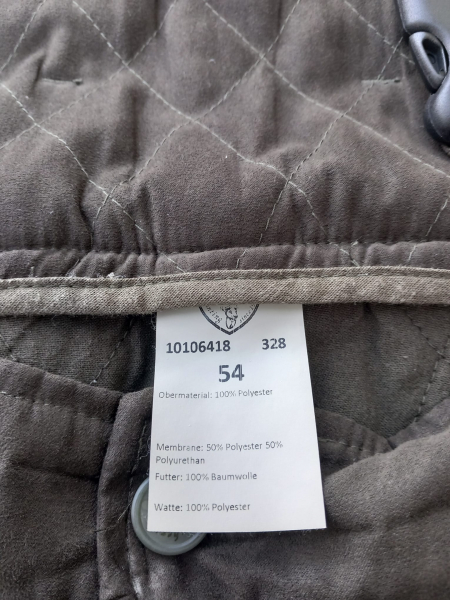 10106418 328
54
Obermaterial: 100% Polyester
Membrane: 50% Polyester 50%
Polyurethan
Futter: 100% Baumwolle
Watte: 100% Polyester